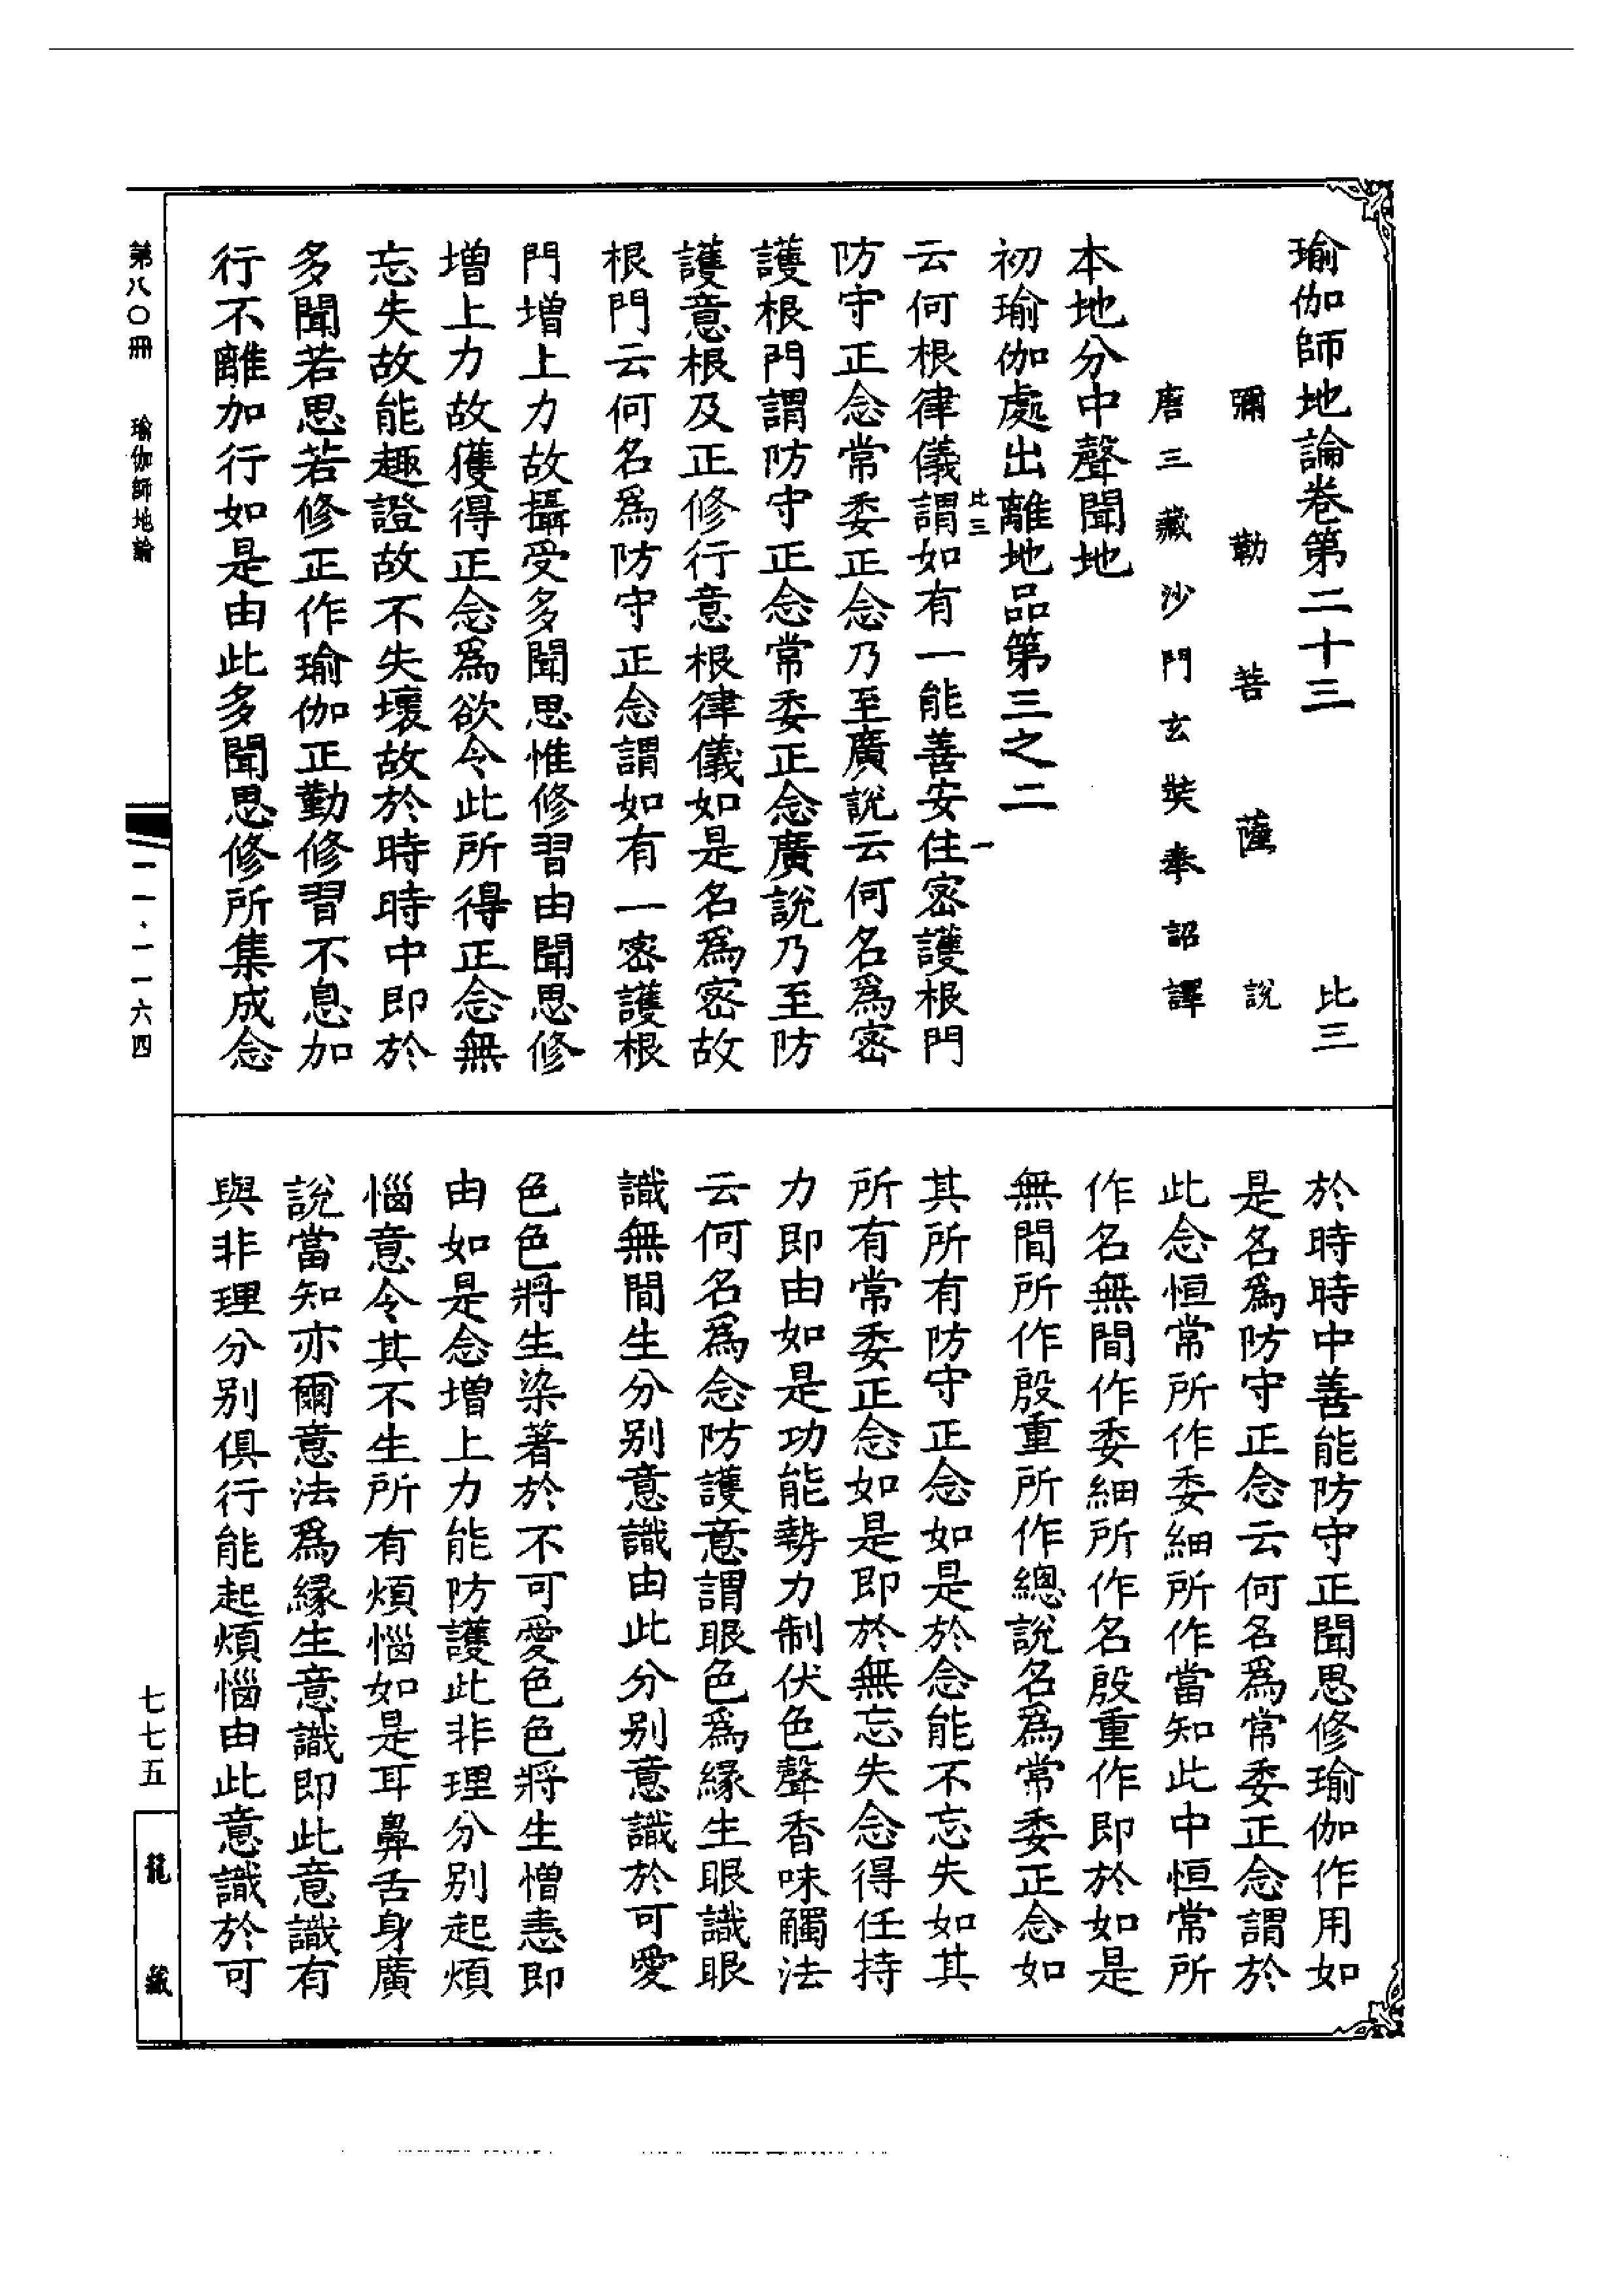 瑜伽師地論卷第二十三 比三
彌勒菩薩說
唐三藏沙門玄奘奉詔譯
本地分中聲聞地
初瑜伽處出離地品第三之二
云何根律儀謂如有一能善安住密護根門
比三 一
防守正念常委正念乃至廣說云何名為密
護根門謂防守正念常委正念廣說乃至防
護意根及正修行意根律儀如是名為密故
根門云何名為防守正念謂如有一密護根
門增上力故攝受多聞思惟修習由聞思修
增上力故獲得正念為欲令此所得正念無
忘失故能趣證故不失壞故於時時中即於
多聞若思若修正作瑜伽正勤修習不息加
行不離加行如是由此多聞思修所集成念
於時時中善能防守正聞思修瑜伽作用如
是名為防守正念云何名為常委正念謂於
此念恒常所作委細所作當知此中恒常所
作名無間作委細所作名殷重作即於如是
無間所作殷重所作總說名為常委正念如
其所有防守正念如是於念能不忘失如其
所有常委正念如是即於無忘失念得任持
力即由如是功能勢力制伏色聲香味觸法
云何名為念防護意謂眼色為緣生眼識眼
識無間生分別意識由此分別意識於可愛
色色將生染著於不可愛色色將生憎恚即
由如是念增上力能防護此非理分別起煩
惱意令其不生所有煩惱如是耳鼻舌身廣
說當知亦爾意法為緣生意識即此意識有
與非理分別俱行能起煩惱由此意識於可
第八〇冊 瑜伽師地論
一一·一一六四
七七五
龍藏